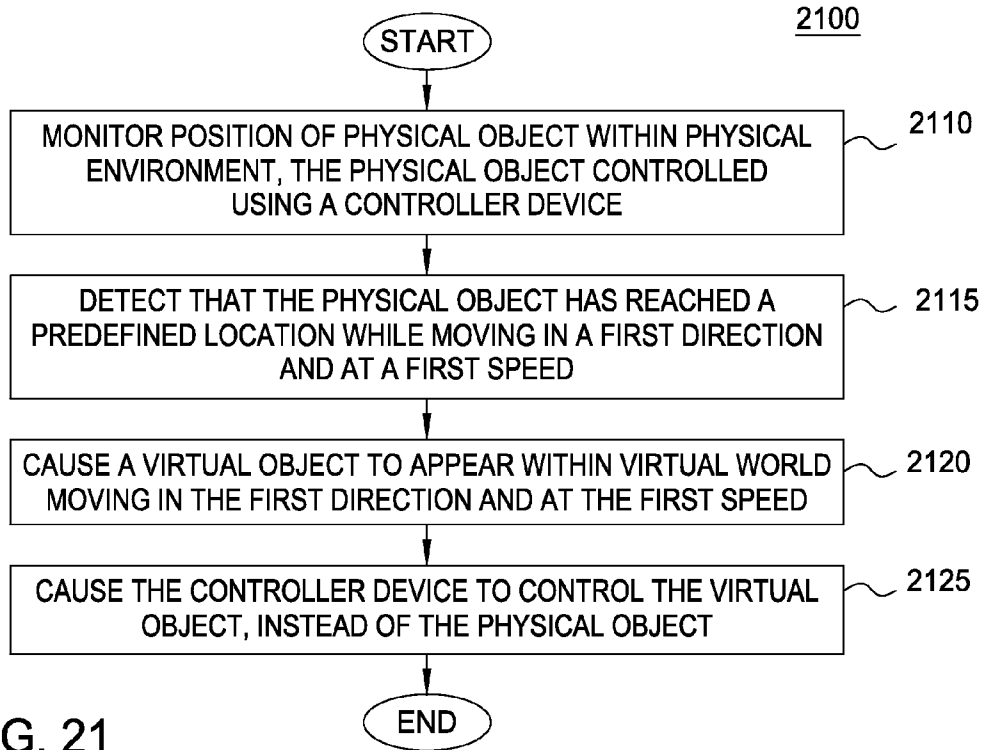 2100
START
MONITOR POSITION OF PHYSICAL OBJECT WITHIN PHYSICAL
ENVIRONMENT, THE PHYSICAL OBJECT CONTROLLED
USING A CONTROLLER DEVICE
2110
DETECT THAT THE PHYSICAL OBJECT HAS REACHED A
PREDEFINED LOCATION WHILE MOVING IN A FIRST DIRECTION
AND AT A FIRST SPEED
2115
CAUSE A VIRTUAL OBJECT TO APPEAR WITHIN VIRTUAL WORLD
MOVING IN THE FIRST DIRECTION AND AT THE FIRST SPEED
2120
CAUSE THE CONTROLLER DEVICE TO CONTROL THE VIRTUAL
OBJECT, INSTEAD OF THE PHYSICAL OBJECT
2125
END
G. 21